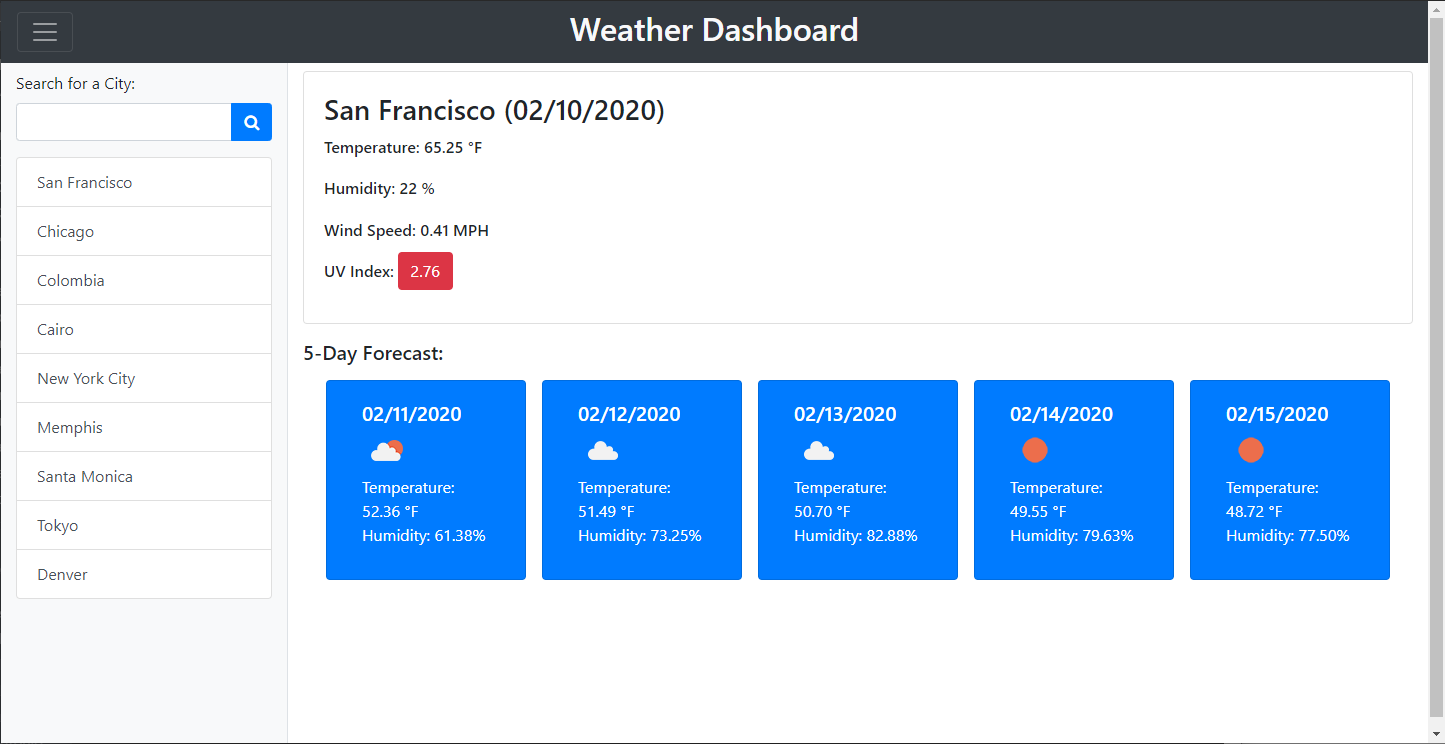 Weather Dashboard
Search for a City:
San Francisco
Chicago
Colombia
Cairo
New York City
Memphis
Santa Monica
Tokyo
Denver
San Francisco (02/10/2020)
Temperature: 65.25 °F
Humidity: 22 %
Wind Speed: 0.41 MPH
UV Index: 2.76
5-Day Forecast:
02/11/2020
Temperature:
52.36 °F
Humidity: 61.38%
02/12/2020
Temperature:
51.49 °F
Humidity: 73.25%
02/13/2020
Temperature:
50.70 °F
Humidity: 82.88%
02/14/2020
Temperature:
49.55 °F
Humidity: 79.63%
02/15/2020
Temperature:
48.72 °F
Humidity: 77.50%